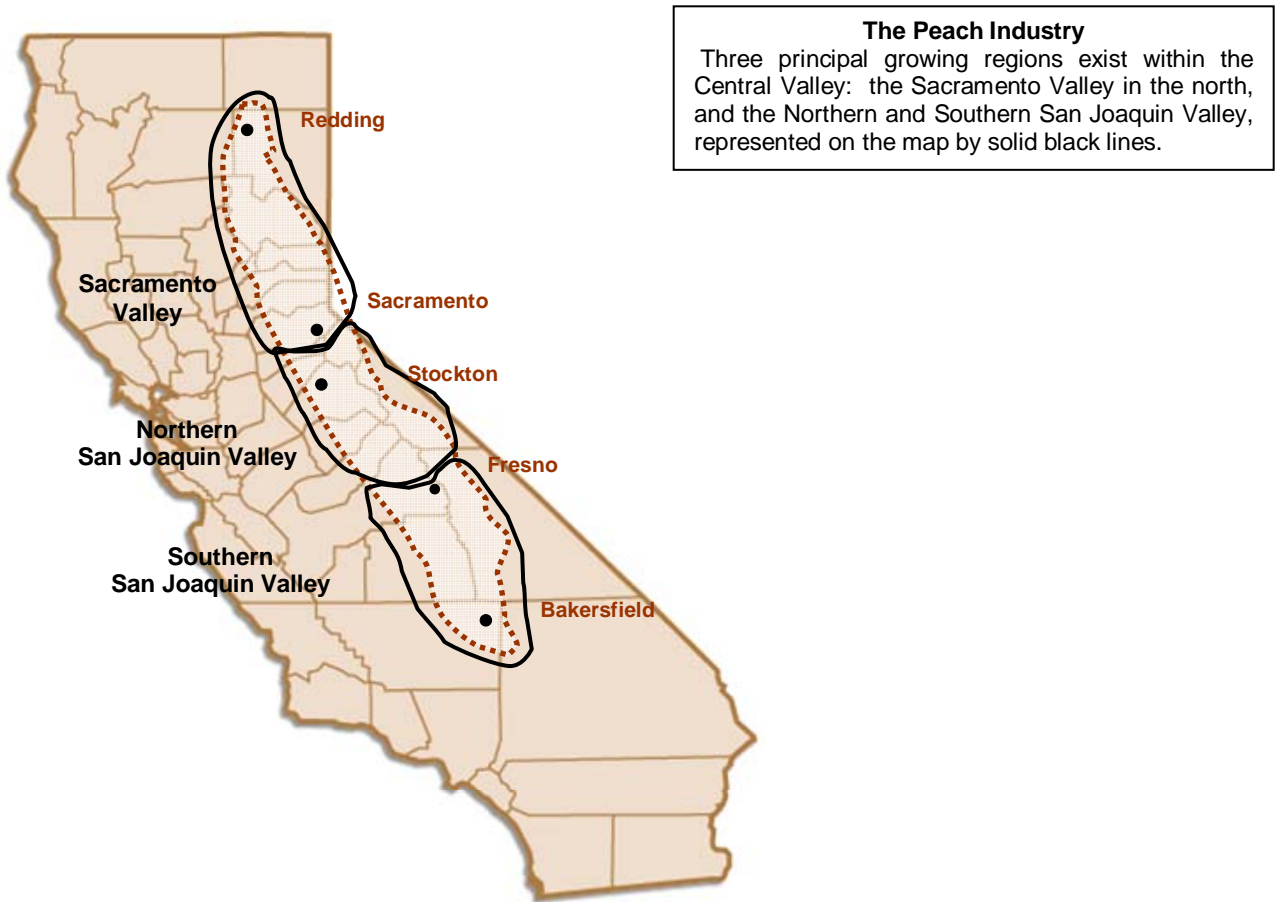 The Peach Industry
Three principal growing regions exist within the
Central Valley: the Sacramento Valley in the north,
and the Northern and Southern San Joaquin Valley,
represented on the map by solid black lines.
Redding
Sacramento
Valley
Sacramento
Stockton
Northern
San Joaquin Valley
Fresno
Southern
San Joaquin Valley
Bakersfield